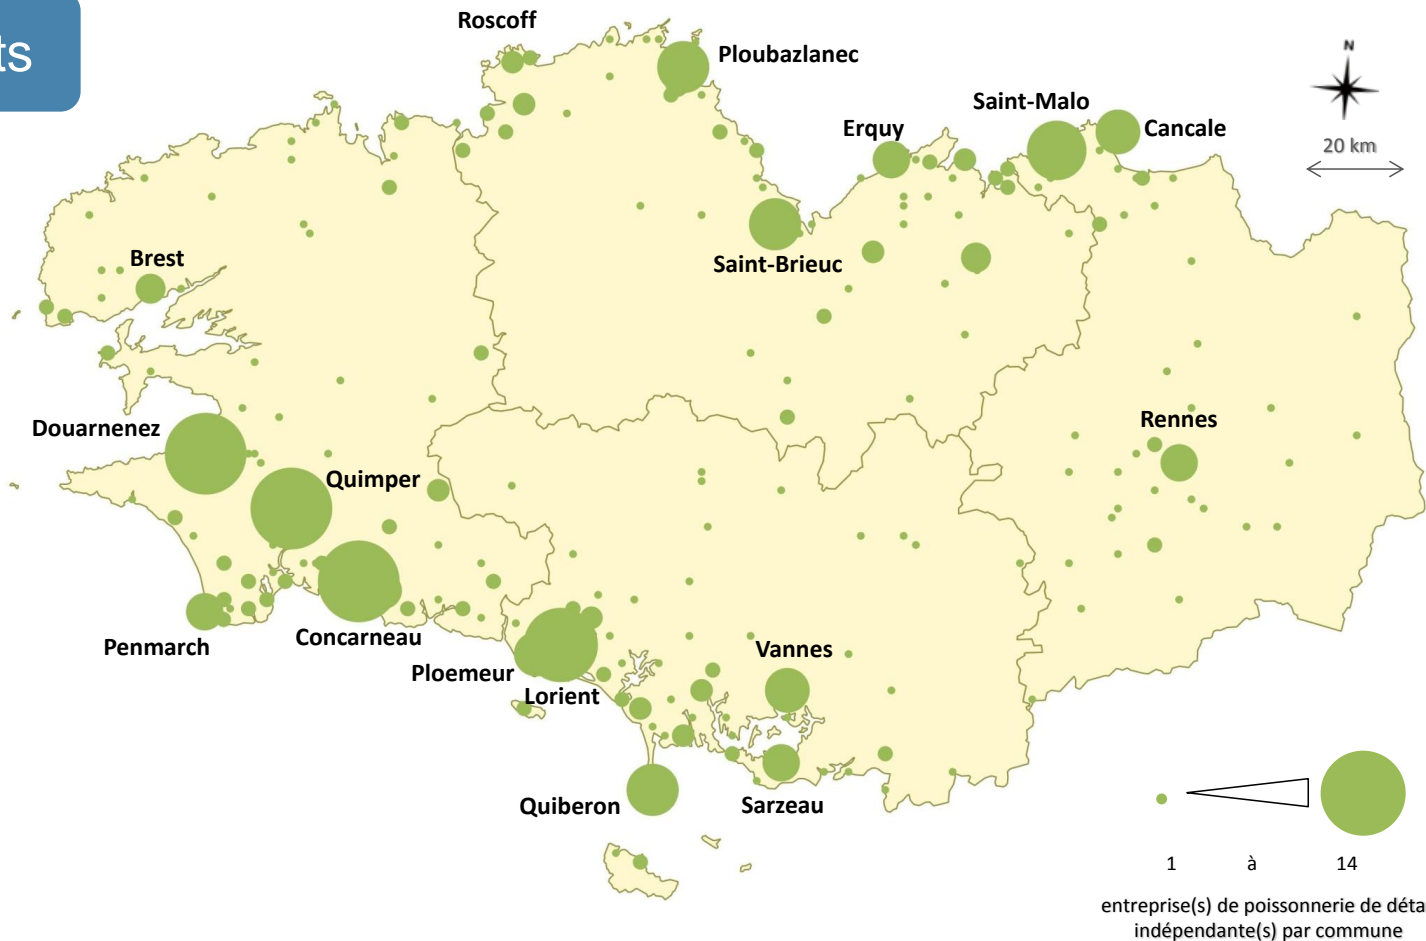 ts
Roscoff
Ploubazlanec
N
Saint-Malo
Erquy
Cancale
20 km
Brest
Saint-Brieuc
Rennes
Douarnenez
Quimper
Penmarch
Concarneau
Vannes
Ploemeur
Lorient
Quiberon
Sarzeau
1 à 14
entreprise(s) de poissonnerie de déta
indépendante(s) par commune